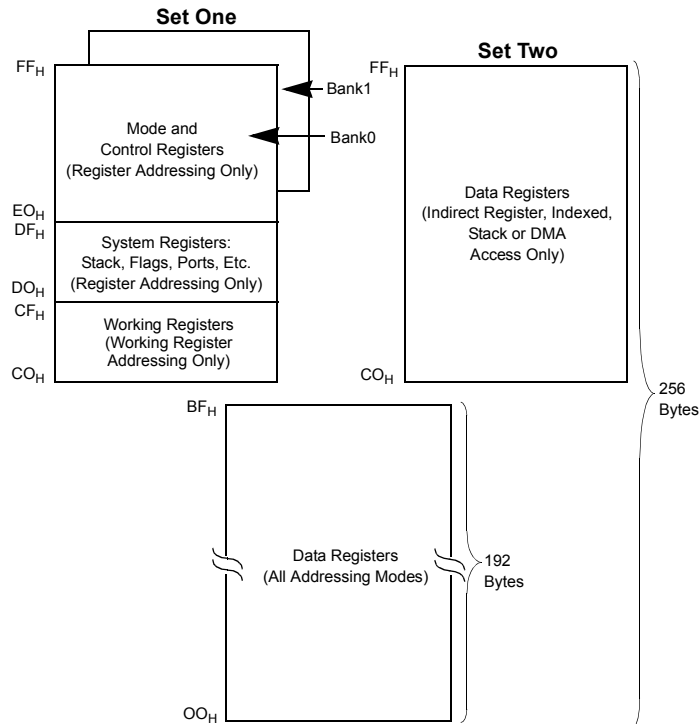 Set One
FFH
Bank1
Bank0
Mode and
Control Registers
(Register Addressing Only)
EOH
DFH
System Registers:
Stack, Flags, Ports, Etc.
(Register Addressing Only)
DOH
CFH
Working Registers
(Working Register
Addressing Only)
COH
Set Two
FFH
Data Registers
(Indirect Register, Indexed,
Stack or DMA
Access Only)
COH
256
Bytes
BFH
Data Registers
(All Addressing Modes)
192
Bytes
OOH